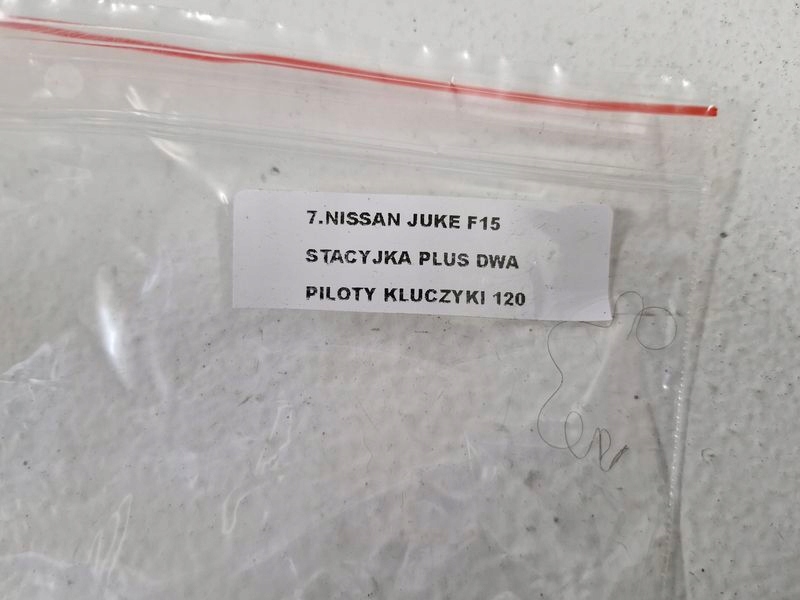 7.NISSAN JUKE F15
STACYJKA PLUS DWA
PILOTY KLUCZYKI 120